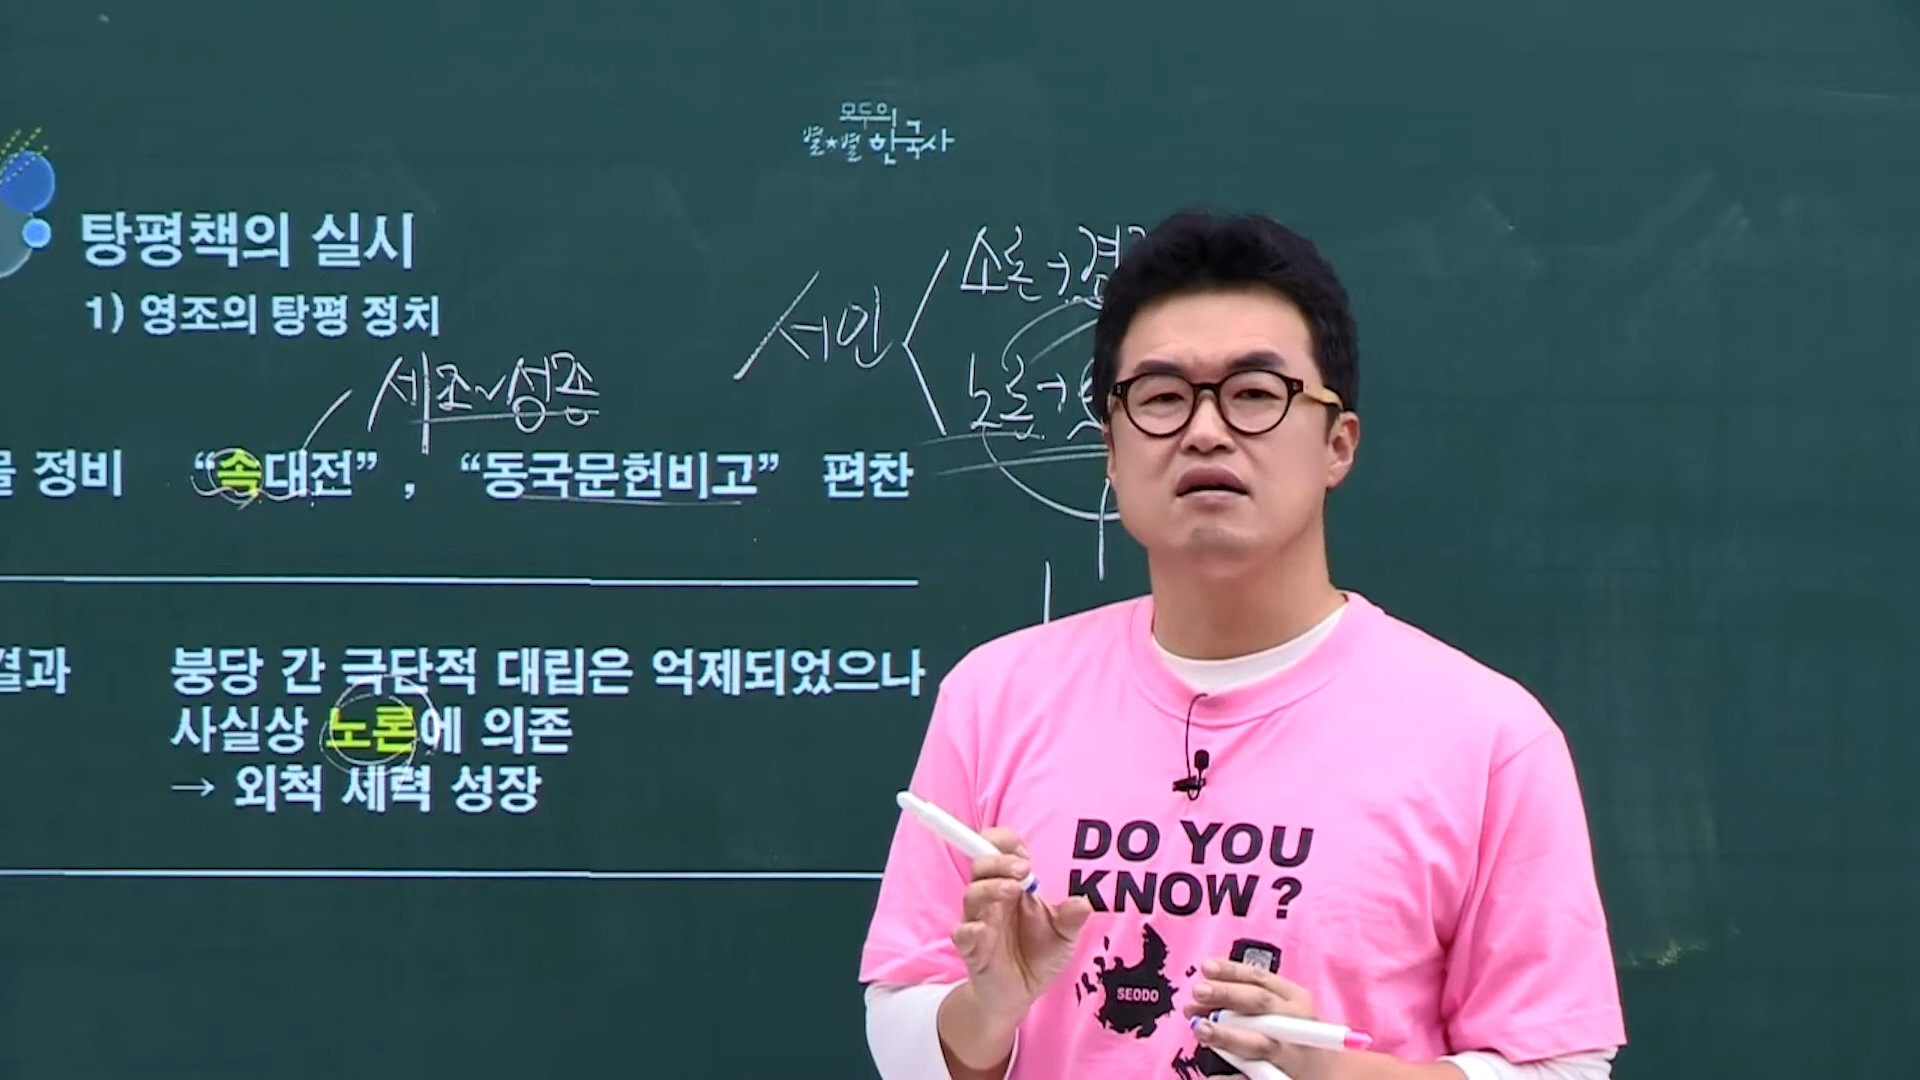 모두의
별★별 한국사
탕평책의 실시
1) 영조의 탕평 정치
소론→
서인
노론→
세조~성종
정비 “속대전”, “동국문헌비고” 편찬
결과 붕당 간 극단적 대립은 억제되었으나
사실상 노론에 의존
→ 외척 세력 성장
DO YOU
KNOW?
SEODO